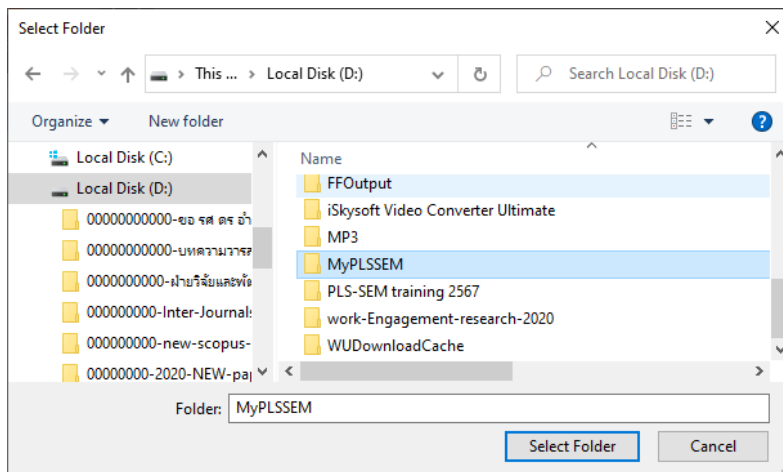 Select Folder
This ... > Local Disk (D:)
Search Local Disk (D:)
Organize
New folder
Local Disk (C:)
Local Disk (D:)
00000000000-ขอ รศ ดร อำ
00000000000-บทความวารส
000000000-ฝ่ายวิจัยและพัฒ
000000000-Inter-Journal
000000000-new-scopus-
00000000-2020-NEW-pa
Name
FFOutput
iSkysoft Video Converter Ultimate
MP3
MyPLSSEM
PLS-SEM training 2567
work-Engagement-research-2020
WUDownloadCache
Folder: MyPLSSEM
Select Folder
Cancel